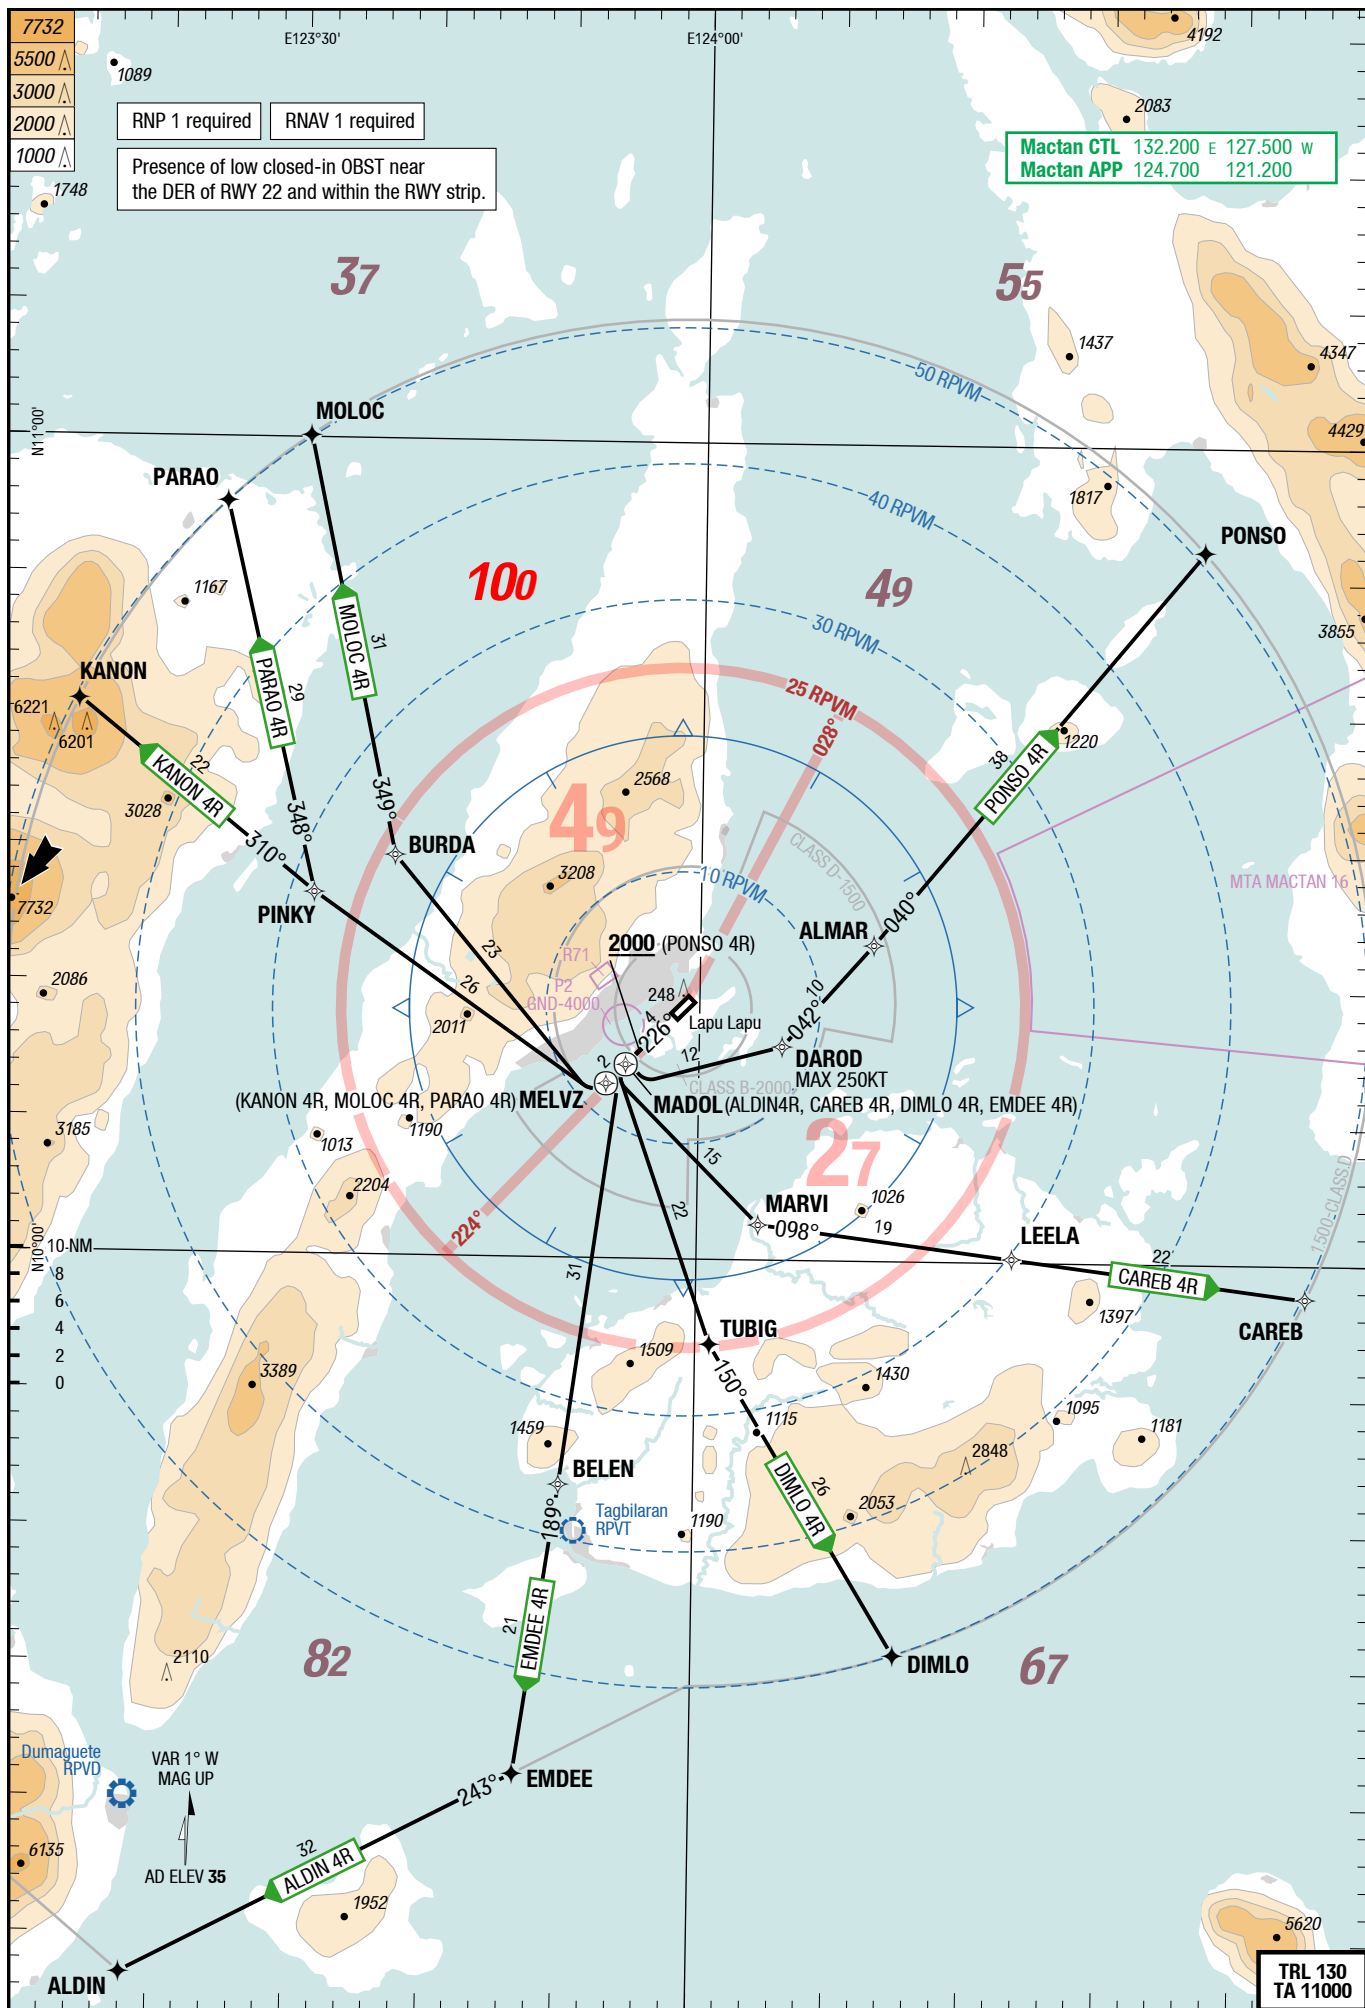 7732
5500
3000
2000
1000
E123°30'
E124°00'
4192
1089
2083
RNP 1 required
RNAV 1 required
Presence of low closed-in OBST near
the DER of RWY 22 and within the RWY strip.
Mactan CTL 132.200 E 127.500 W
Mactan APP 124.700 121.200
1748
37
55
1437
4347
50 RPVM
N11°00'
MOLOC
4429
PARAO
1817
40 RPVM
PONSO
100
49
1167
30 RPVM
3855
MOLOC 4R
31
PARAO 4R
29
KANON
6221
6201
25 RPVM
028°
1220
22
KANON 4R
38
PONSO 4R
3028
2568
49
349°
348°
310°
BURDA
CLASS D-1500
10 RPVM
3208
MTA MACTAN 16
7732
PINKY
ALMAR
040°
2000 (PONSO 4R)
23
26
R71
P2
GND-4000
248
10
042°
2086
2011
4
226°
Lapu Lapu
2
12
DAROD
MAX 250KT
CLASS B-2000
(KANON 4R, MOLOC 4R, PARAO 4R) MELVZ
MADOL (ALDIN4R, CAREB 4R, DIMLO 4R, EMDEE 4R)
3185
1013
1190
27
15
2204
22
MARVI
1026
098°
19
1500-CLASS D
224°
LEELA
N10°00'
10 NM
8
6
4
2
0
31
22
CAREB 4R
1397
CAREB
TUBIG
1509
150°
1430
3389
1115
1095
1181
1459
2848
BELEN
DIMLO 4R
26
189°
Tagbilaran
RPVT
1190
2053
21
EMDEE 4R
82
2110
DIMLO
67
Dumaguete
RPVD
VAR 1° W
MAG UP
243°
EMDEE
6135
32
ALDIN 4R
AD ELEV 35
1952
5620
ALDIN
TRL 130
TA 11000